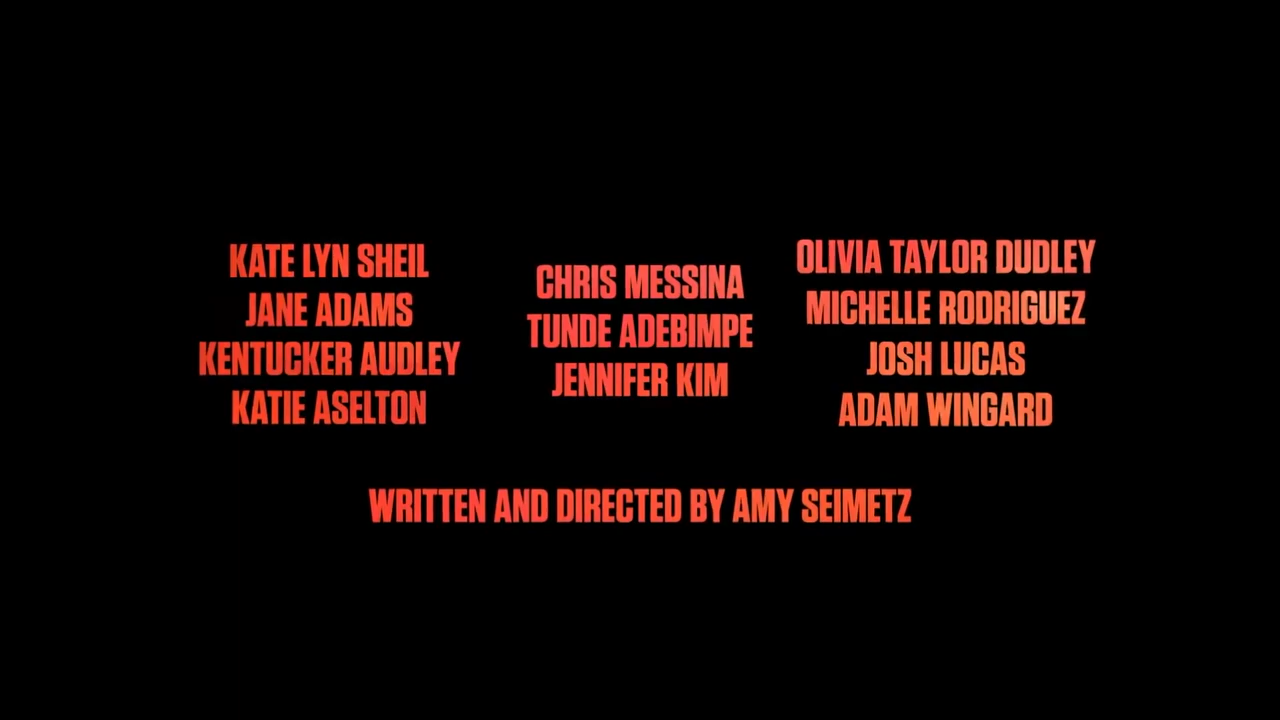 KATE LYN SHEIL
JANE ADAMS
KENTUCKER AUDLEY
KATIE ASELTON
CHRIS MESSINA
TUNDE ADEBIMPE
JENNIFER KIM
OLIVIA TAYLOR DUDLEY
MICHELLE RODRIGUEZ
JOSH LUCAS
ADAM WINGARD
WRITTEN AND DIRECTED BY AMY SEIMETZ